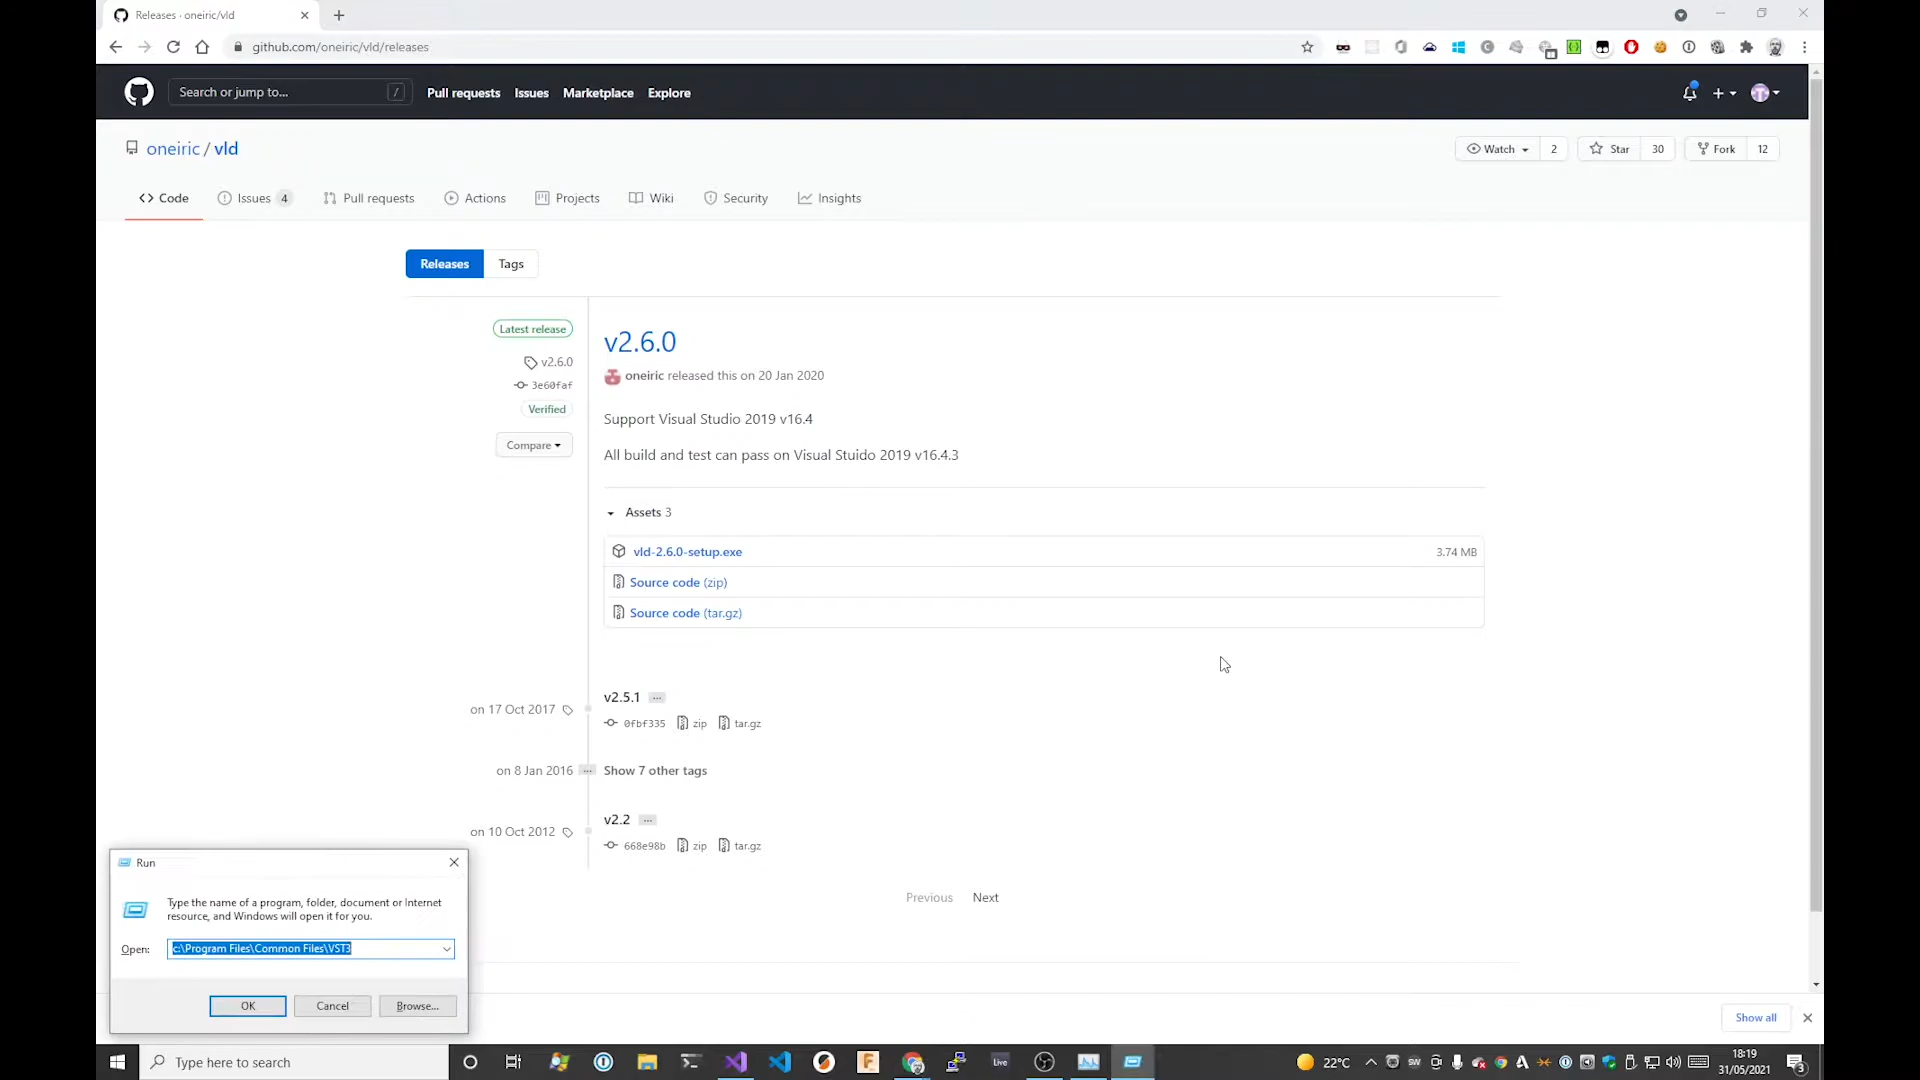 Releases · oneiric/vld
github.com/oneiric/vld/releases
Search or jump to...
/
Pull requests
Issues
Marketplace
Explore
oneiric / vld
Watch
2
Star
30
Fork
12
Code
Issues 4
Pull requests
Actions
Projects
Wiki
Security
Insights
Releases
Tags
Latest release
v2.6.0
3e60faf
Verified
Compare
v2.6.0
oneiric released this on 20 Jan 2020
Support Visual Studio 2019 v16.4
All build and test can pass on Visual Stuido 2019 v16.4.3
Assets 3
vld-2.6.0-setup.exe
3.74 MB
Source code (zip)
Source code (tar.gz)
on 17 Oct 2017
v2.5.1
0fbf335 zip tar.gz
on 8 Jan 2016
Show 7 other tags
on 10 Oct 2012
v2.2
668e98b zip tar.gz
Previous Next
Run
Type the name of a program, folder, document or Internet
resource, and Windows will open it for you.
Open:
c:\Program Files\Common Files\VST3
OK
Cancel
Browse...
Show all
Type here to search
Live
22°C
SW
18:19
31/05/2021
3